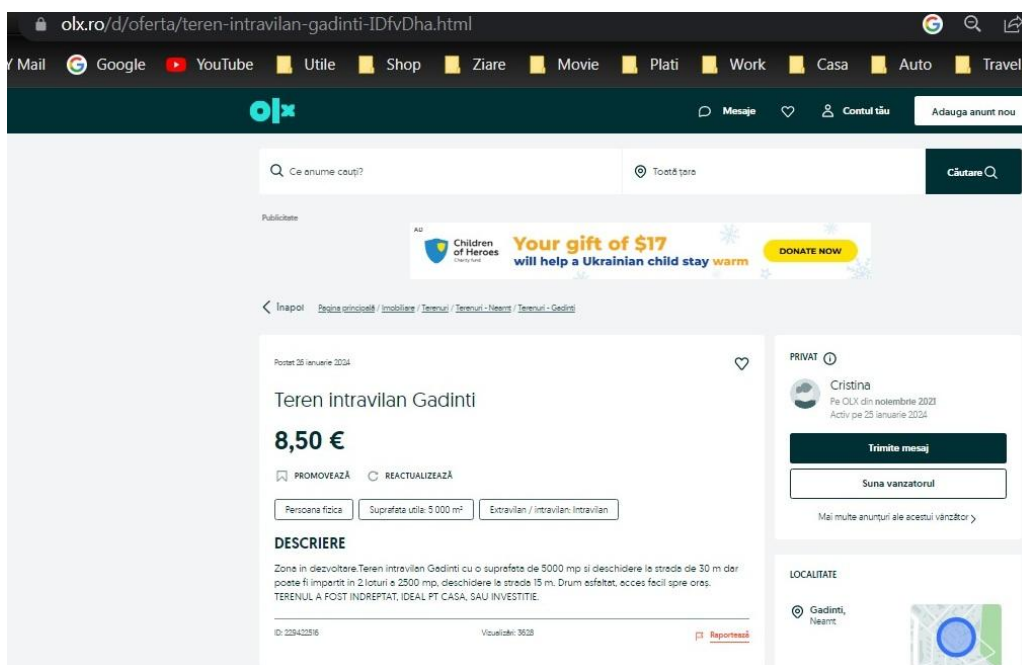 olx.ro/d/oferta/teren-intravilan-gadinti-IDfvDha.html
Y Mail Google YouTube Utile Shop Ziare Movie Plati Work Casa Auto Travel
olx Mesaje Contul tău Adauga anunt nou
Ce anume cauți? Toată țara Căutare
Publicitate
AD
Children of Heroes
Charity fund
Your gift of $17
will help a Ukrainian child stay warm
DONATE NOW
Înapoi Pagina principală / Imobiliare / Terenuri / Terenuri - Neamt / Terenuri - Gadinti
Postat 25 ianuarie 2024
Teren intravilan Gadinti
8,50 €
PROMOVEAZĂ REACTUALIZEAZĂ
Persoana fizica Suprafata utila: 5 000 m² Extravilan / intravilan: Intravilan
DESCRIERE
Zona in dezvoltare.Teren intravilan Gadinti cu o suprafata de 5000 mp si deschidere la strada de 30 m dar
poate fi impartit in 2 loturi a 2500 mp, deschidere la strada 15 m. Drum asfaltat, acces facil spre oraș.
TERENUL A FOST INDREPTAT, IDEAL PT CASA, SAU INVESTITIE.
ID: 229422516 Vizualizări: 3628 Raportează
PRIVAT
Cristina
Pe OLX din noiembrie 2021
Activ pe 25 ianuarie 2024
Trimite mesaj
Suna vanzatorul
Mai multe anunțuri ale acestui vânzător
LOCALITATE
Gadinti,
Neamt